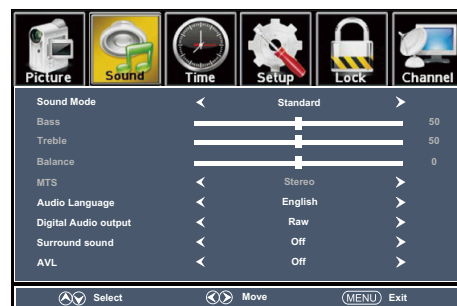 Picture Sound Time Setup Lock Channel
Sound Mode Standard
Bass 50
Treble 50
Balance 0
MTS Stereo
Audio Language English
Digital Audio output Raw
Surround sound Off
AVL Off
Select Move MENU Exit